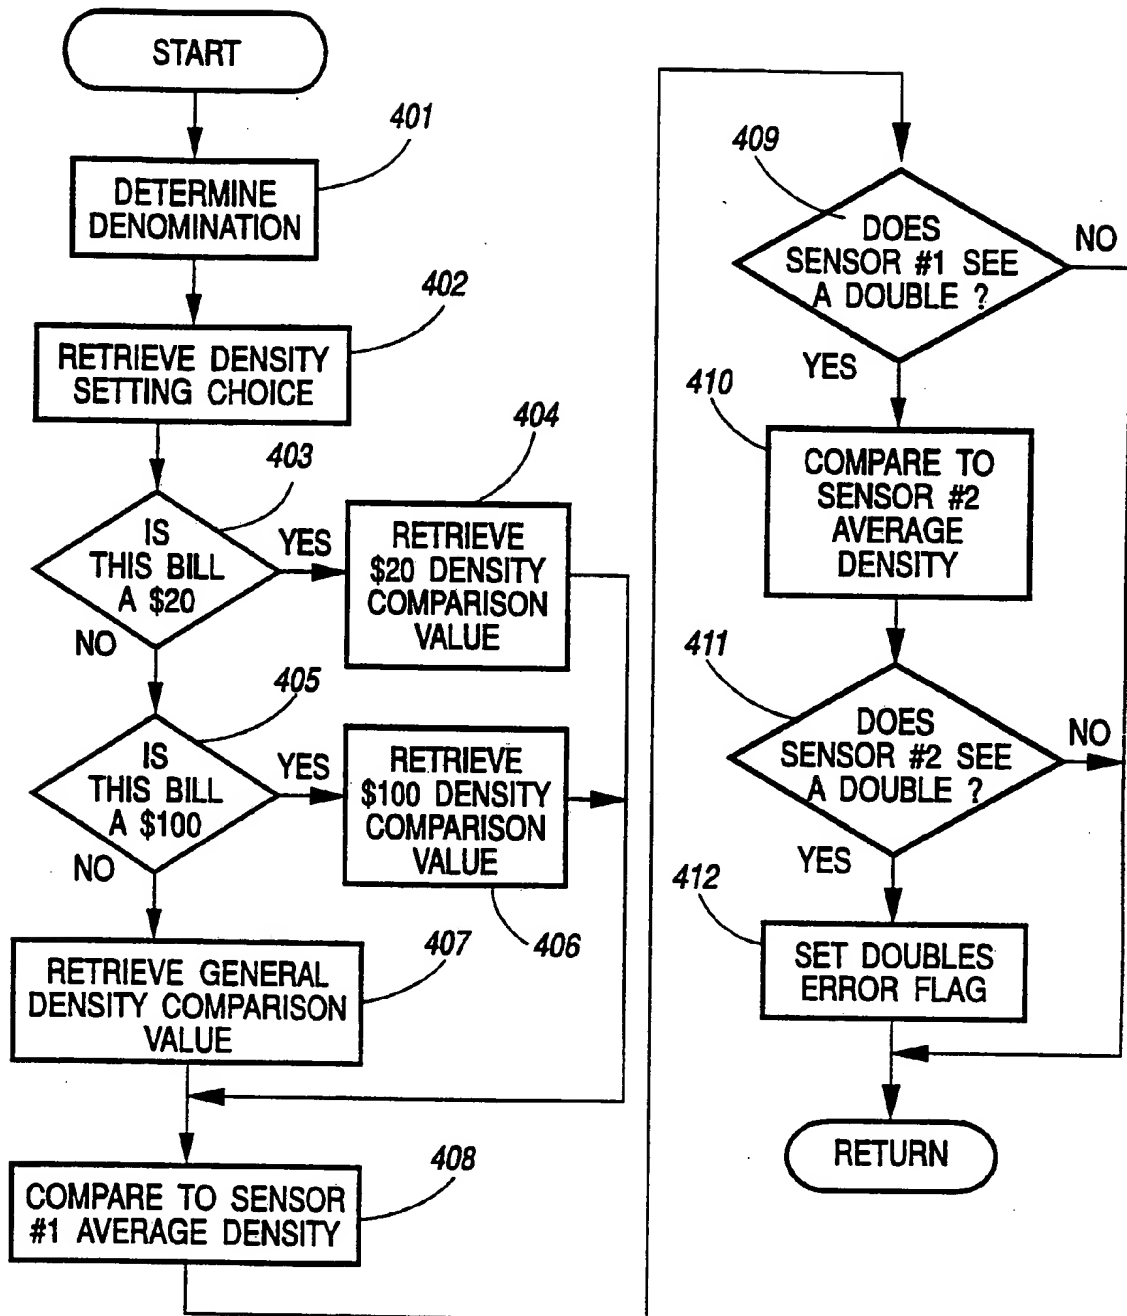 START
401
DETERMINE
DENOMINATION
402
RETRIEVE DENSITY
SETTING CHOICE
403
IS
THIS BILL
A $20
YES
NO
404
RETRIEVE
$20 DENSITY
COMPARISON
VALUE
405
IS
THIS BILL
A $100
YES
NO
RETRIEVE
$100 DENSITY
COMPARISON
VALUE
406
407
RETRIEVE GENERAL
DENSITY COMPARISON
VALUE
408
COMPARE TO SENSOR
#1 AVERAGE DENSITY
409
DOES
SENSOR #1 SEE
A DOUBLE ?
NO
YES
410
COMPARE TO
SENSOR #2
AVERAGE
DENSITY
411
DOES
SENSOR #2 SEE
A DOUBLE ?
NO
YES
412
SET DOUBLES
ERROR FLAG
RETURN